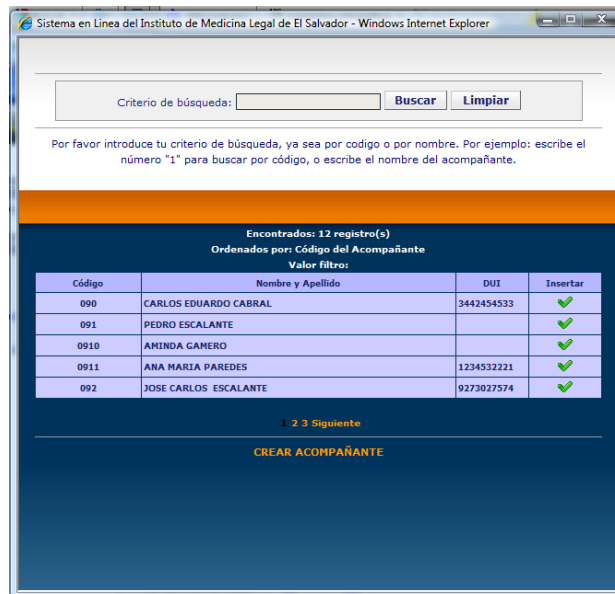 Sistema en Linea del Instituto de Medicina Legal de El Salvador - Windows Internet Explorer
Criterio de búsqueda: Buscar Limpiar
Por favor introduce tu criterio de búsqueda, ya sea por codigo o por nombre. Por ejemplo: escribe el
número "1" para buscar por código, o escribe el nombre del acompañante.
Encontrados: 12 registro(s)
Ordenados por: Código del Acompañante
Valor filtro:
Código Nombre y Apellido DUI Insertar
090 CARLOS EDUARDO CABRAL 3442454533
091 PEDRO ESCALANTE
0910 AMINDA GAMERO
0911 ANA MARIA PAREDES 1234532221
092 JOSE CARLOS ESCALANTE 9273027574
1 2 3 Siguiente
CREAR ACOMPAÑANTE